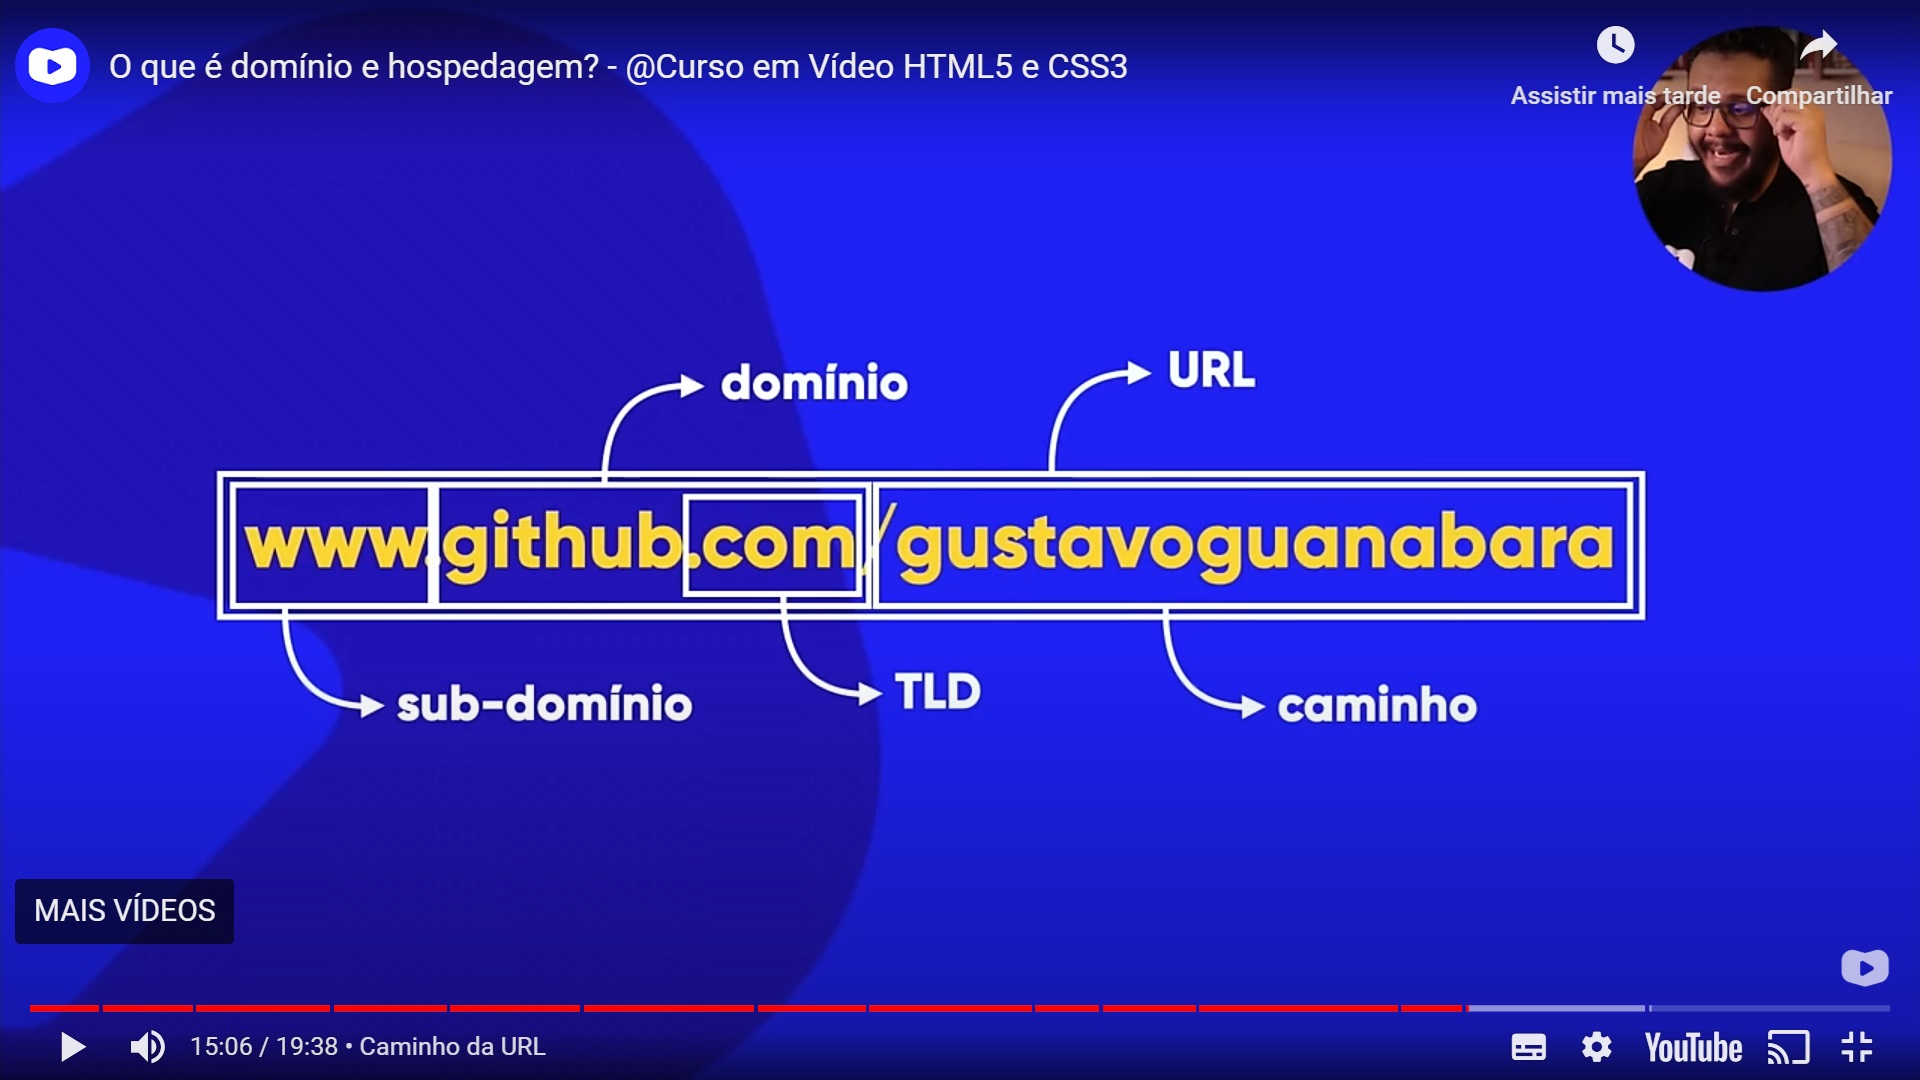 O que é domínio e hospedagem? - @Curso em Vídeo HTML5 e CSS3
Assistir mais tarde
Compartilhar
domínio
URL
www.github.com/gustavoguanabara
sub-domínio
TLD
caminho
MAIS VÍDEOS
15:06 / 19:38 • Caminho da URL
YouTube